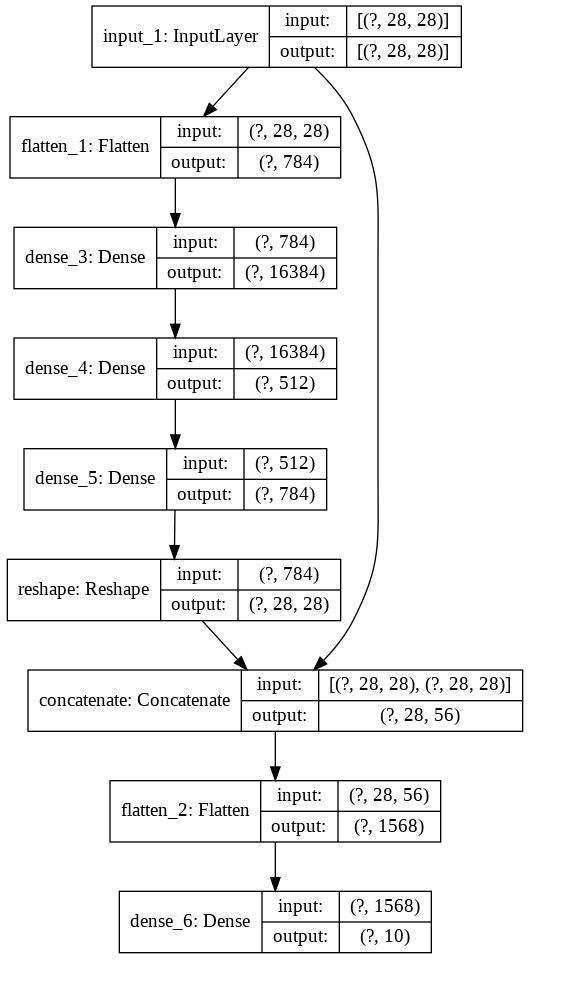 input_1: InputLayer
input: [(?, 28, 28)]
output: [(?, 28, 28)]
flatten_1: Flatten
input: (?, 28, 28)
output: (?, 784)
dense_3: Dense
input: (?, 784)
output: (?, 16384)
dense_4: Dense
input: (?, 16384)
output: (?, 512)
dense_5: Dense
input: (?, 512)
output: (?, 784)
reshape: Reshape
input: (?, 784)
output: (?, 28, 28)
concatenate: Concatenate
input: [(?, 28, 28), (?, 28, 28)]
output: (?, 28, 56)
flatten_2: Flatten
input: (?, 28, 56)
output: (?, 1568)
dense_6: Dense
input: (?, 1568)
output: (?, 10)